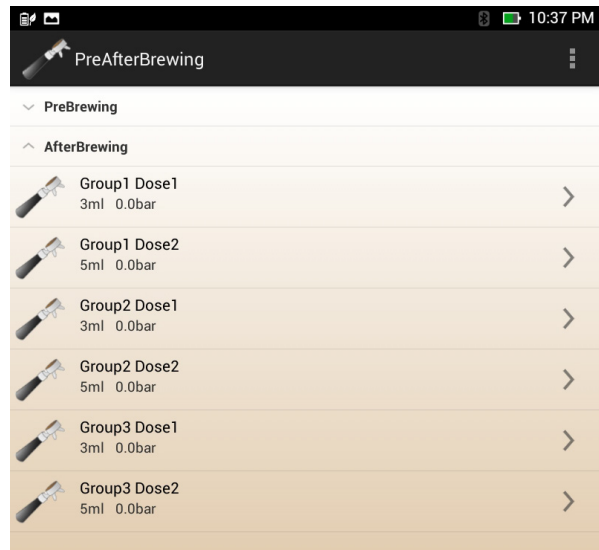 10:37 PM
PreAfterBrewing
PreBrewing
AfterBrewing
Group1 Dose1
3ml 0.0bar
Group1 Dose2
5ml 0.0bar
Group2 Dose1
3ml 0.0bar
Group2 Dose2
5ml 0.0bar
Group3 Dose1
3ml 0.0bar
Group3 Dose2
5ml 0.0bar